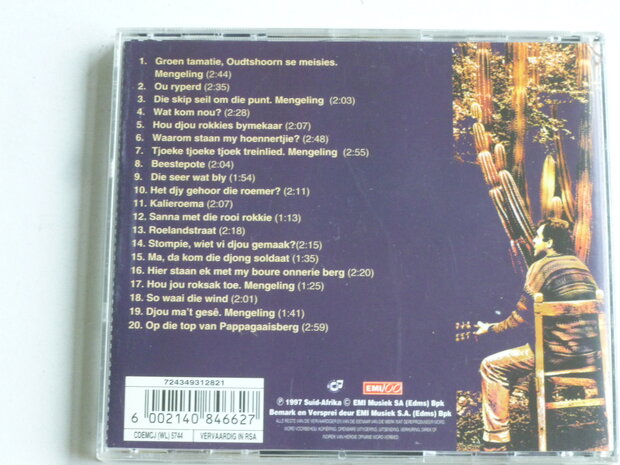 1. Groen tamatie, Oudtshoorn se meisies.
Mengeling (2:44)
2. Ou ryperd (2:35)
3. Die skip seil om die punt. Mengeling (2:03)
4. Wat kom nou? (2:28)
5. Hou djou rokkies bymekaar (2:07)
6. Waarom staan my hoennertjie? (2:48)
7. Tjoeke tjoeke tjoek treinlied. Mengeling (2:55)
8. Beestepote (2:04)
9. Die seer wat bly (1:54)
10. Het djy gehoor die roemer? (2:11)
11. Kalieroema (2:07)
12. Sanna met die rooi rokkie (1:13)
13. Roelandstraat (2:18)
14. Stompie, wiet vi djou gemaak?(2:15)
15. Ma, da kom die djong soldaat (1:35)
16. Hier staan ek met my boure onnerie berg (2:20)
17. Hou jou roksak toe. Mengeling (1:25)
18. So waai die wind (2:01)
19. Djou ma't gesê. Mengeling (1:41)
20. Op die top van Pappagaaisberg (2:59)
724349312821
6 002140 846627
CDEMCJ (WL) 5744 VERVAARDIG IN RSA
EMI 100
℗ 1997 Suid-Afrika © EMI Musiek SA (Edms) Bpk
Bemark en Versprei deur EMI Musiek S.A. (Edms) Bpk